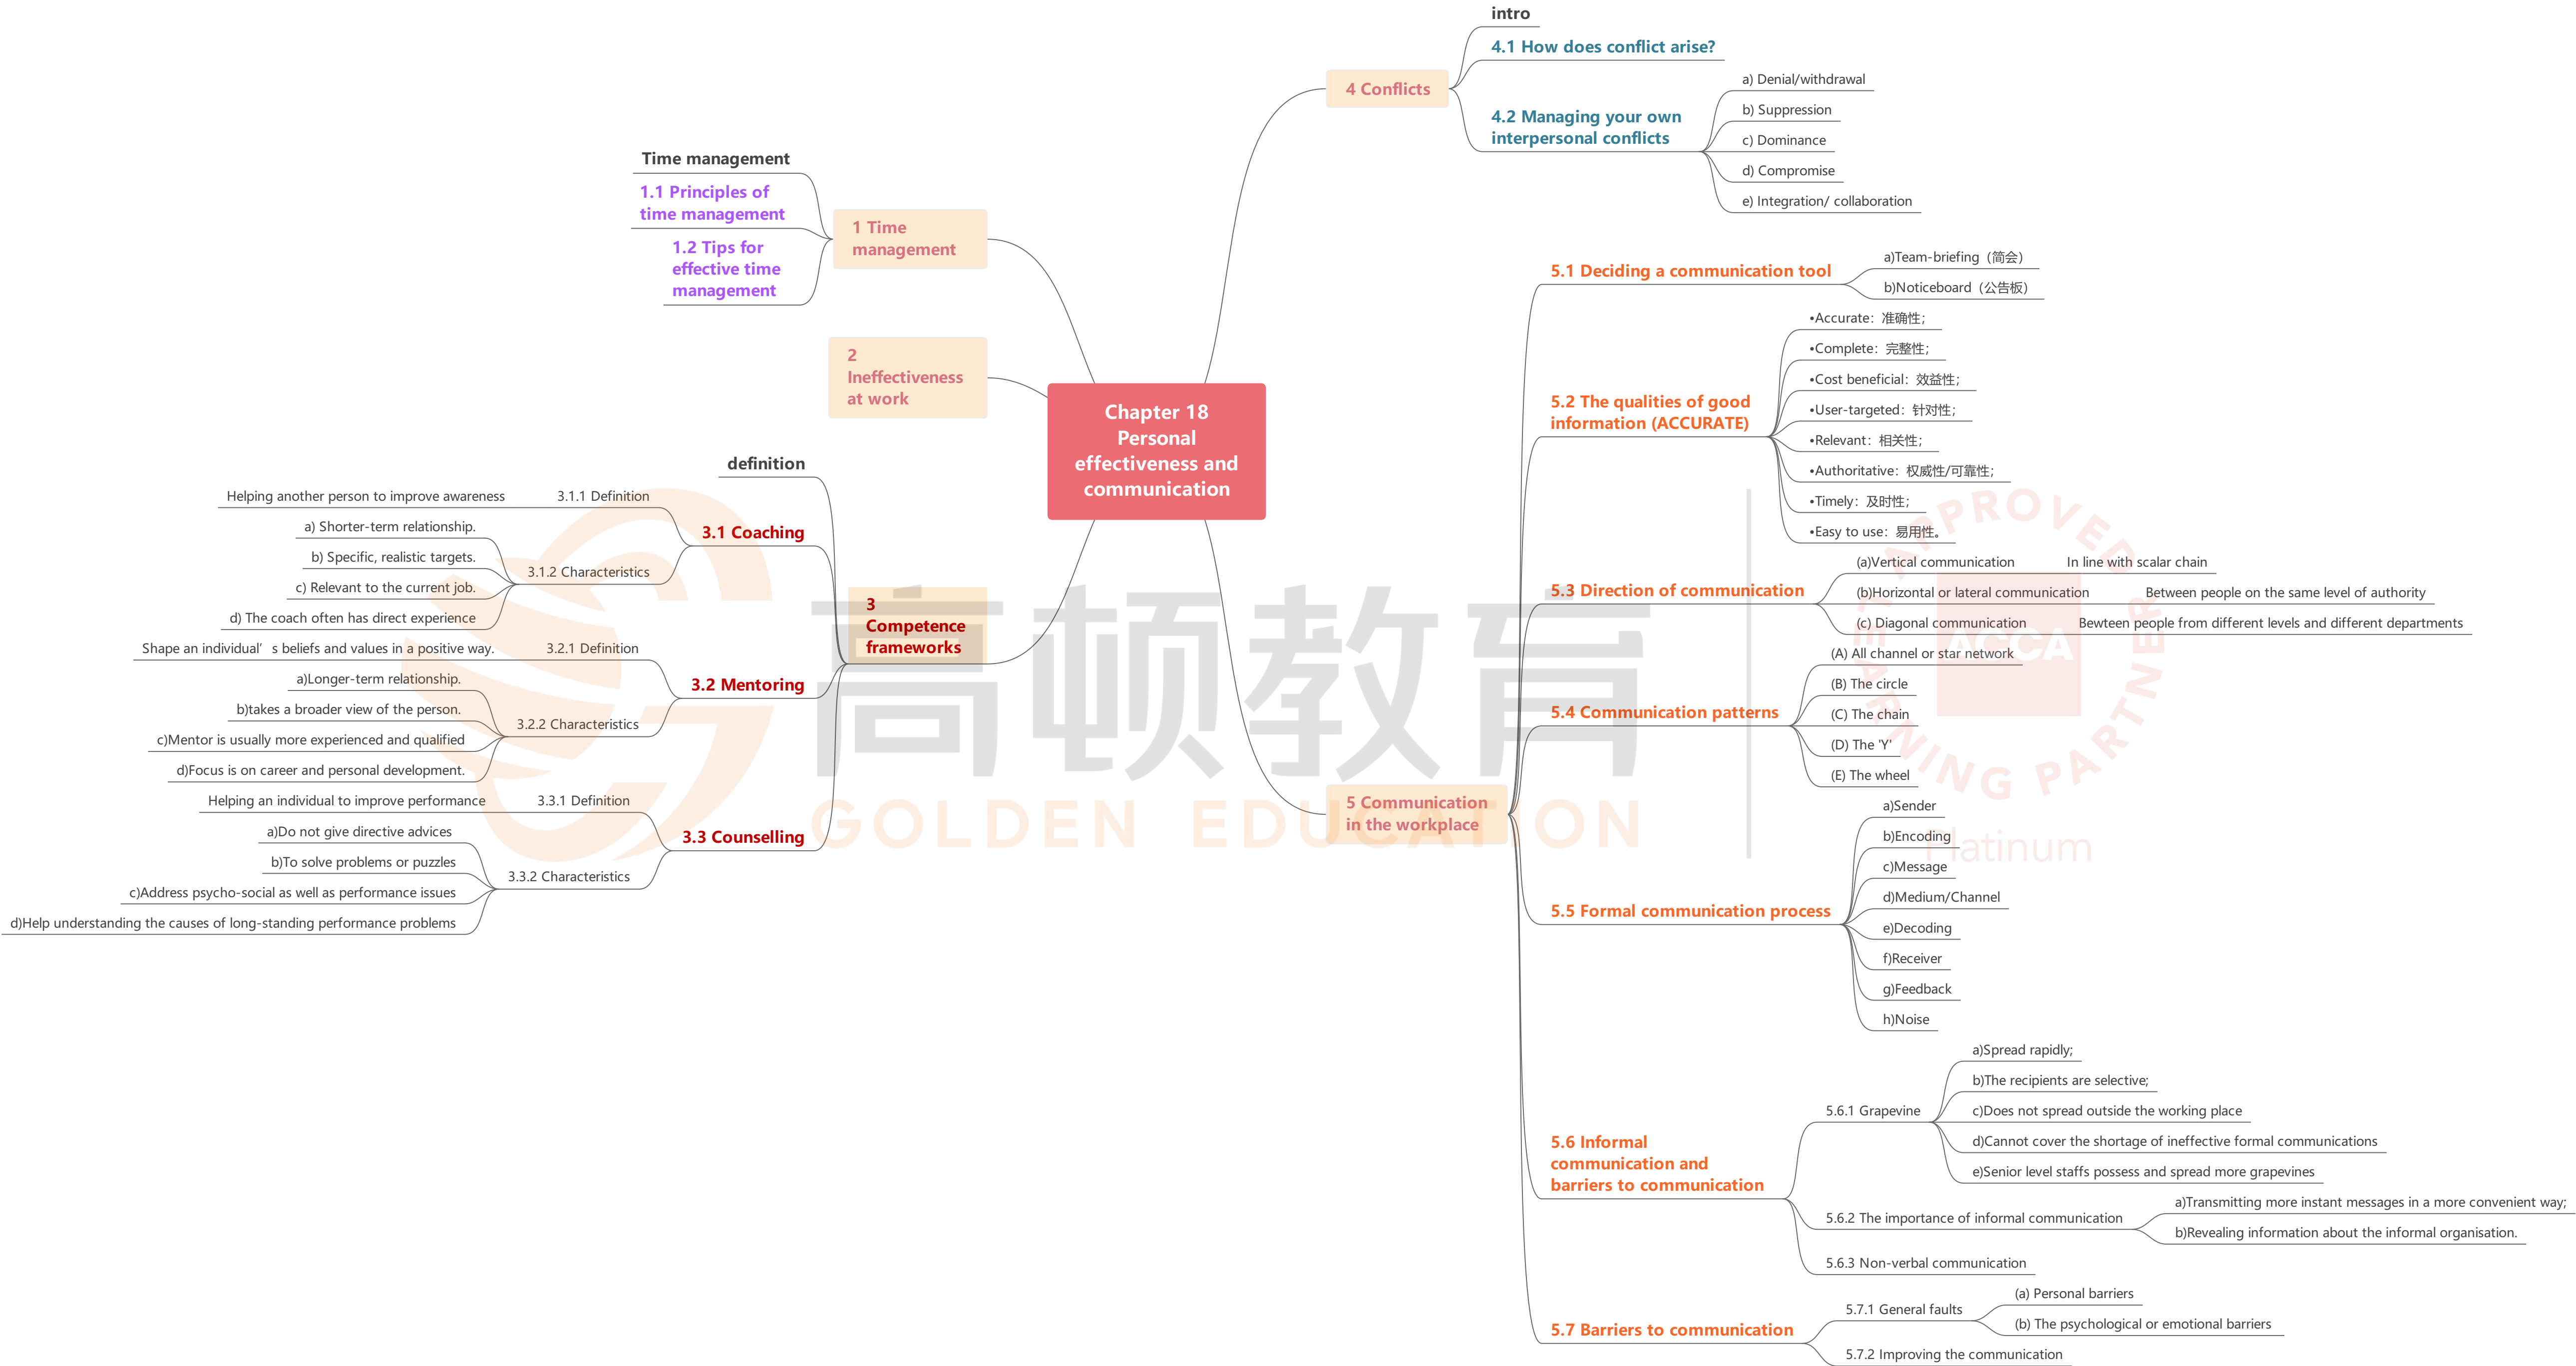 Chapter 18
Personal
effectiveness and
communication
1 Time
management
Time management
1.1 Principles of
time management
1.2 Tips for
effective time
management
2
Ineffectiveness
at work
3
Competence
frameworks
definition
3.1 Coaching
3.1.1 Definition
Helping another person to improve awareness
3.1.2 Characteristics
a) Shorter-term relationship.
b) Specific, realistic targets.
c) Relevant to the current job.
d) The coach often has direct experience
3.2 Mentoring
3.2.1 Definition
Shape an individual’s beliefs and values in a positive way.
3.2.2 Characteristics
a)Longer-term relationship.
b)takes a broader view of the person.
c)Mentor is usually more experienced and qualified
d)Focus is on career and personal development.
3.3 Counselling
3.3.1 Definition
Helping an individual to improve performance
3.3.2 Characteristics
a)Do not give directive advices
b)To solve problems or puzzles
c)Address psycho-social as well as performance issues
d)Help understanding the causes of long-standing performance problems
4 Conflicts
intro
4.1 How does conflict arise?
4.2 Managing your own
interpersonal conflicts
a) Denial/withdrawal
b) Suppression
c) Dominance
d) Compromise
e) Integration/ collaboration
5 Communication
in the workplace
5.1 Deciding a communication tool
a)Team-briefing（简会）
b)Noticeboard（公告板）
5.2 The qualities of good
information (ACCURATE)
•Accurate：准确性；
•Complete：完整性；
•Cost beneficial：效益性；
•User-targeted：针对性；
•Relevant：相关性；
•Authoritative：权威性/可靠性；
•Timely：及时性；
•Easy to use：易用性。
5.3 Direction of communication
(a)Vertical communication
In line with scalar chain
(b)Horizontal or lateral communication
Between people on the same level of authority
(c) Diagonal communication
Bewteen people from different levels and different departments
5.4 Communication patterns
(A) All channel or star network
(B) The circle
(C) The chain
(D) The 'Y'
(E) The wheel
5.5 Formal communication process
a)Sender
b)Encoding
c)Message
d)Medium/Channel
e)Decoding
f)Receiver
g)Feedback
h)Noise
5.6 Informal
communication and
barriers to communication
5.6.1 Grapevine
a)Spread rapidly;
b)The recipients are selective;
c)Does not spread outside the working place
d)Cannot cover the shortage of ineffective formal communications
e)Senior level staffs possess and spread more grapevines
5.6.2 The importance of informal communication
a)Transmitting more instant messages in a more convenient way;
b)Revealing information about the informal organisation.
5.6.3 Non-verbal communication
5.7 Barriers to communication
5.7.1 General faults
(a) Personal barriers
(b) The psychological or emotional barriers
5.7.2 Improving the communication
高顿教育
GOLDEN EDUCATION
APPROVED
LEARNING PARTNER
ACCA
Platinum